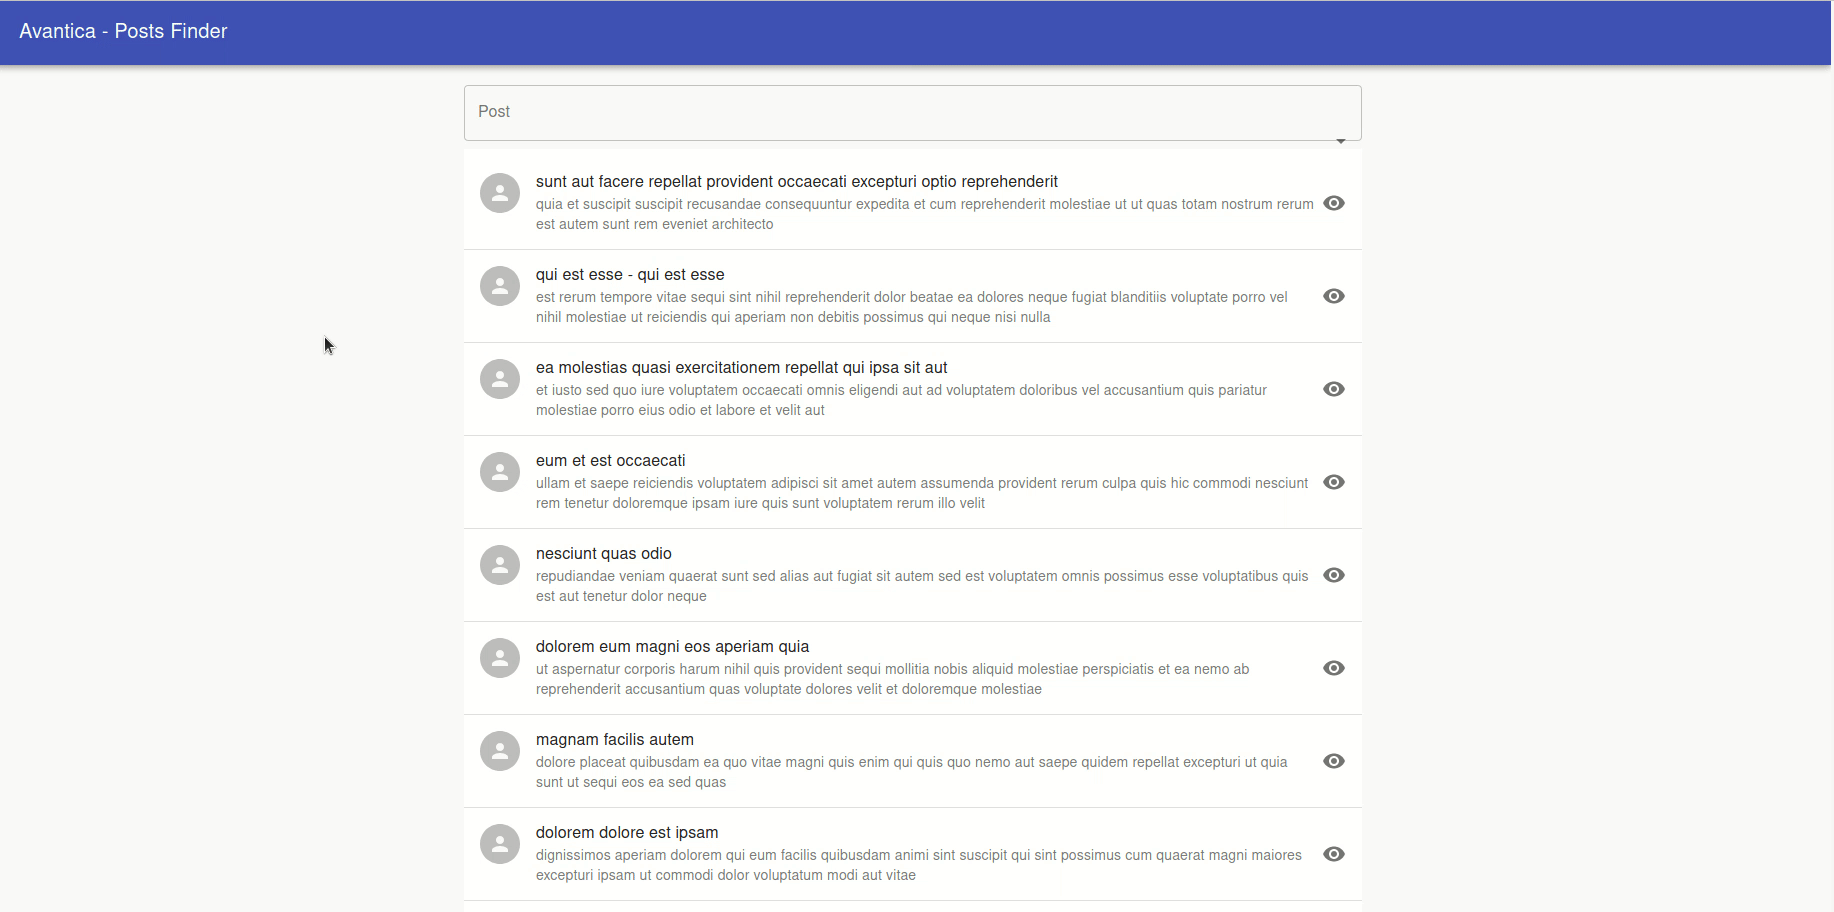 Avantica - Posts Finder
Post
sunt aut facere repellat provident occaecati excepturi optio reprehenderit
quia et suscipit suscipit recusandae consequuntur expedita et cum reprehenderit molestiae ut ut quas totam nostrum rerum
est autem sunt rem eveniet architecto
qui est esse - qui est esse
est rerum tempore vitae sequi sint nihil reprehenderit dolor beatae ea dolores neque fugiat blanditiis voluptate porro vel
nihil molestiae ut reiciendis qui aperiam non debitis possimus qui neque nisi nulla
ea molestias quasi exercitationem repellat qui ipsa sit aut
et iusto sed quo iure voluptatem occaecati omnis eligendi aut ad voluptatem doloribus vel accusantium quis pariatur
molestiae porro eius odio et labore et velit aut
eum et est occaecati
ullam et saepe reiciendis voluptatem adipisci sit amet autem assumenda provident rerum culpa quis hic commodi nesciunt
rem tenetur doloremque ipsam iure quis sunt voluptatem rerum illo velit
nesciunt quas odio
repudiandae veniam quaerat sunt sed alias aut fugiat sit autem sed est voluptatem omnis possimus esse voluptatibus quis
est aut tenetur dolor neque
dolorem eum magni eos aperiam quia
ut aspernatur corporis harum nihil quis provident sequi mollitia nobis aliquid molestiae perspiciatis et ea nemo ab
reprehenderit accusantium quas voluptate dolores velit et doloremque molestiae
magnam facilis autem
dolore placeat quibusdam ea quo vitae magni quis enim qui quis quo nemo aut saepe quidem repellat excepturi ut quia
sunt ut sequi eos ea sed quas
dolorem dolore est ipsam
dignissimos aperiam dolorem qui eum facilis quibusdam animi sint suscipit qui sint possimus cum quaerat magni maiores
excepturi ipsam ut commodi dolor voluptatum modi aut vitae